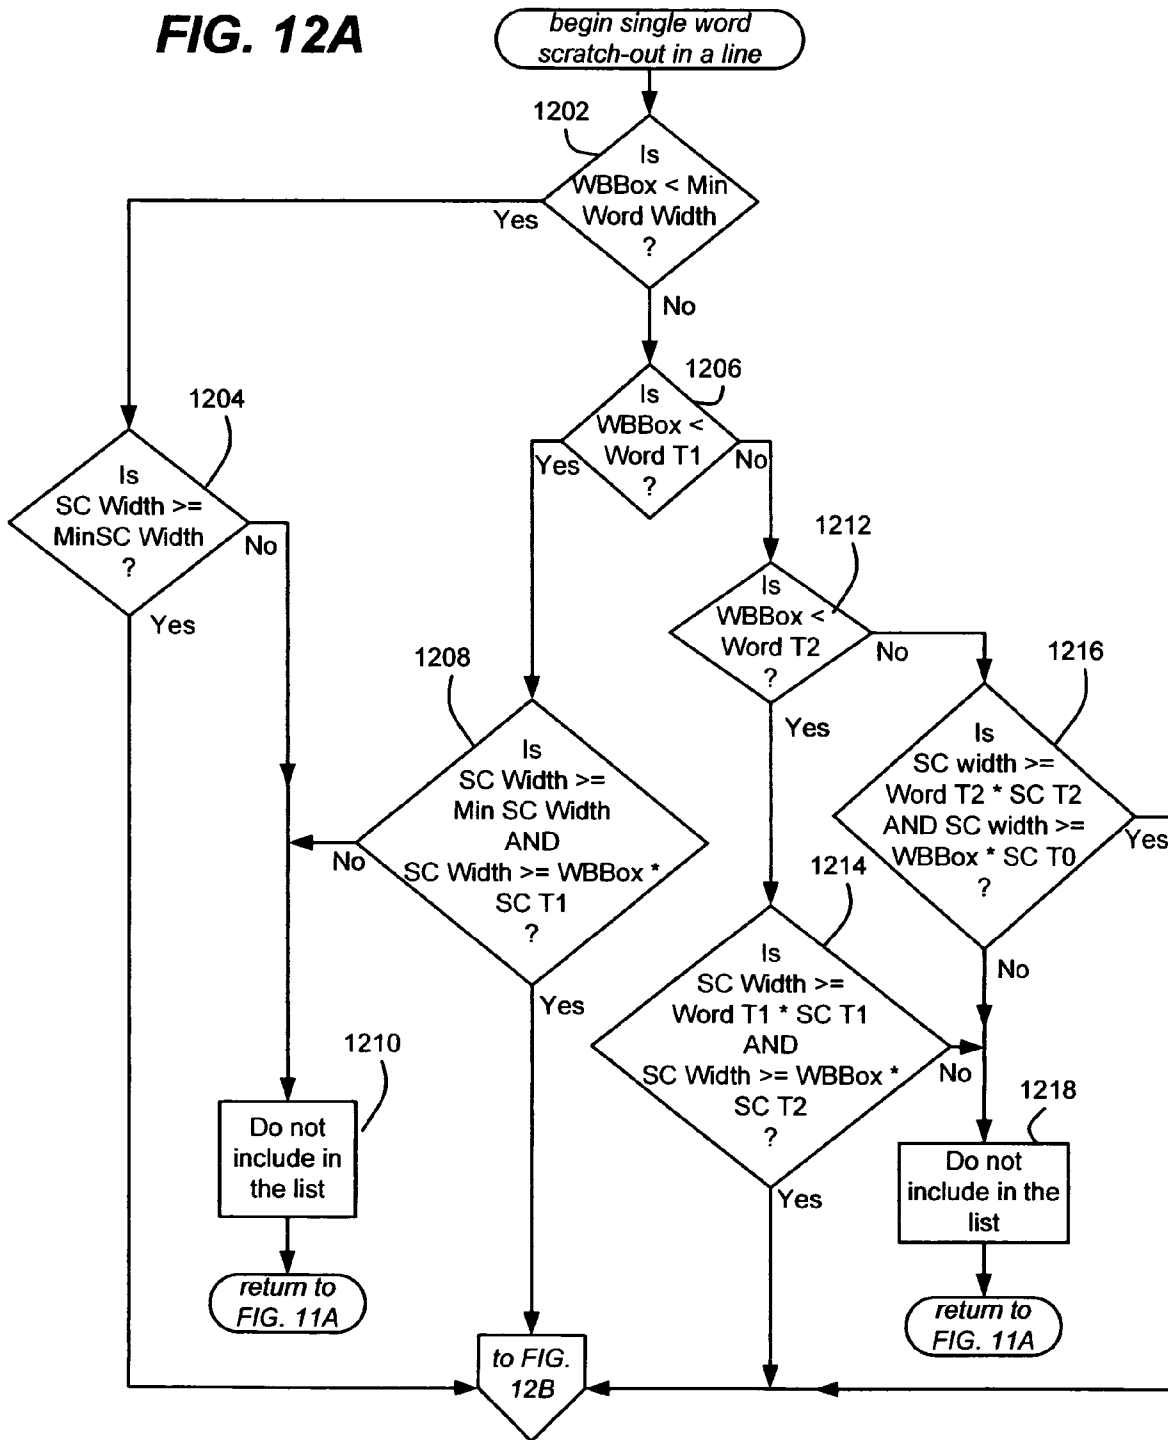 FIG. 12A
begin single word
scratch-out in a line
1202
Is
WBBox < Min
Word Width
?
Yes
No
1206
Is
WBBox <
Word T1
?
Yes
No
1204
Is
SC Width >=
MinSC Width
?
No
Yes
1212
Is
WBBox <
Word T2
?
No
Yes
1208
Is
SC Width >=
Min SC Width
AND
SC Width >= WBBox *
SC T1
?
No
Yes
1216
Is
SC width >=
Word T2 * SC T2
AND SC width >=
WBBox * SC T0
?
Yes
No
1214
Is
SC Width >=
Word T1 * SC T1
AND
SC Width >= WBBox *
SC T2
?
No
Yes
1210
Do not
include in
the list
return to
FIG. 11A
1218
Do not
include in the
list
return to
FIG. 11A
to FIG.
12B